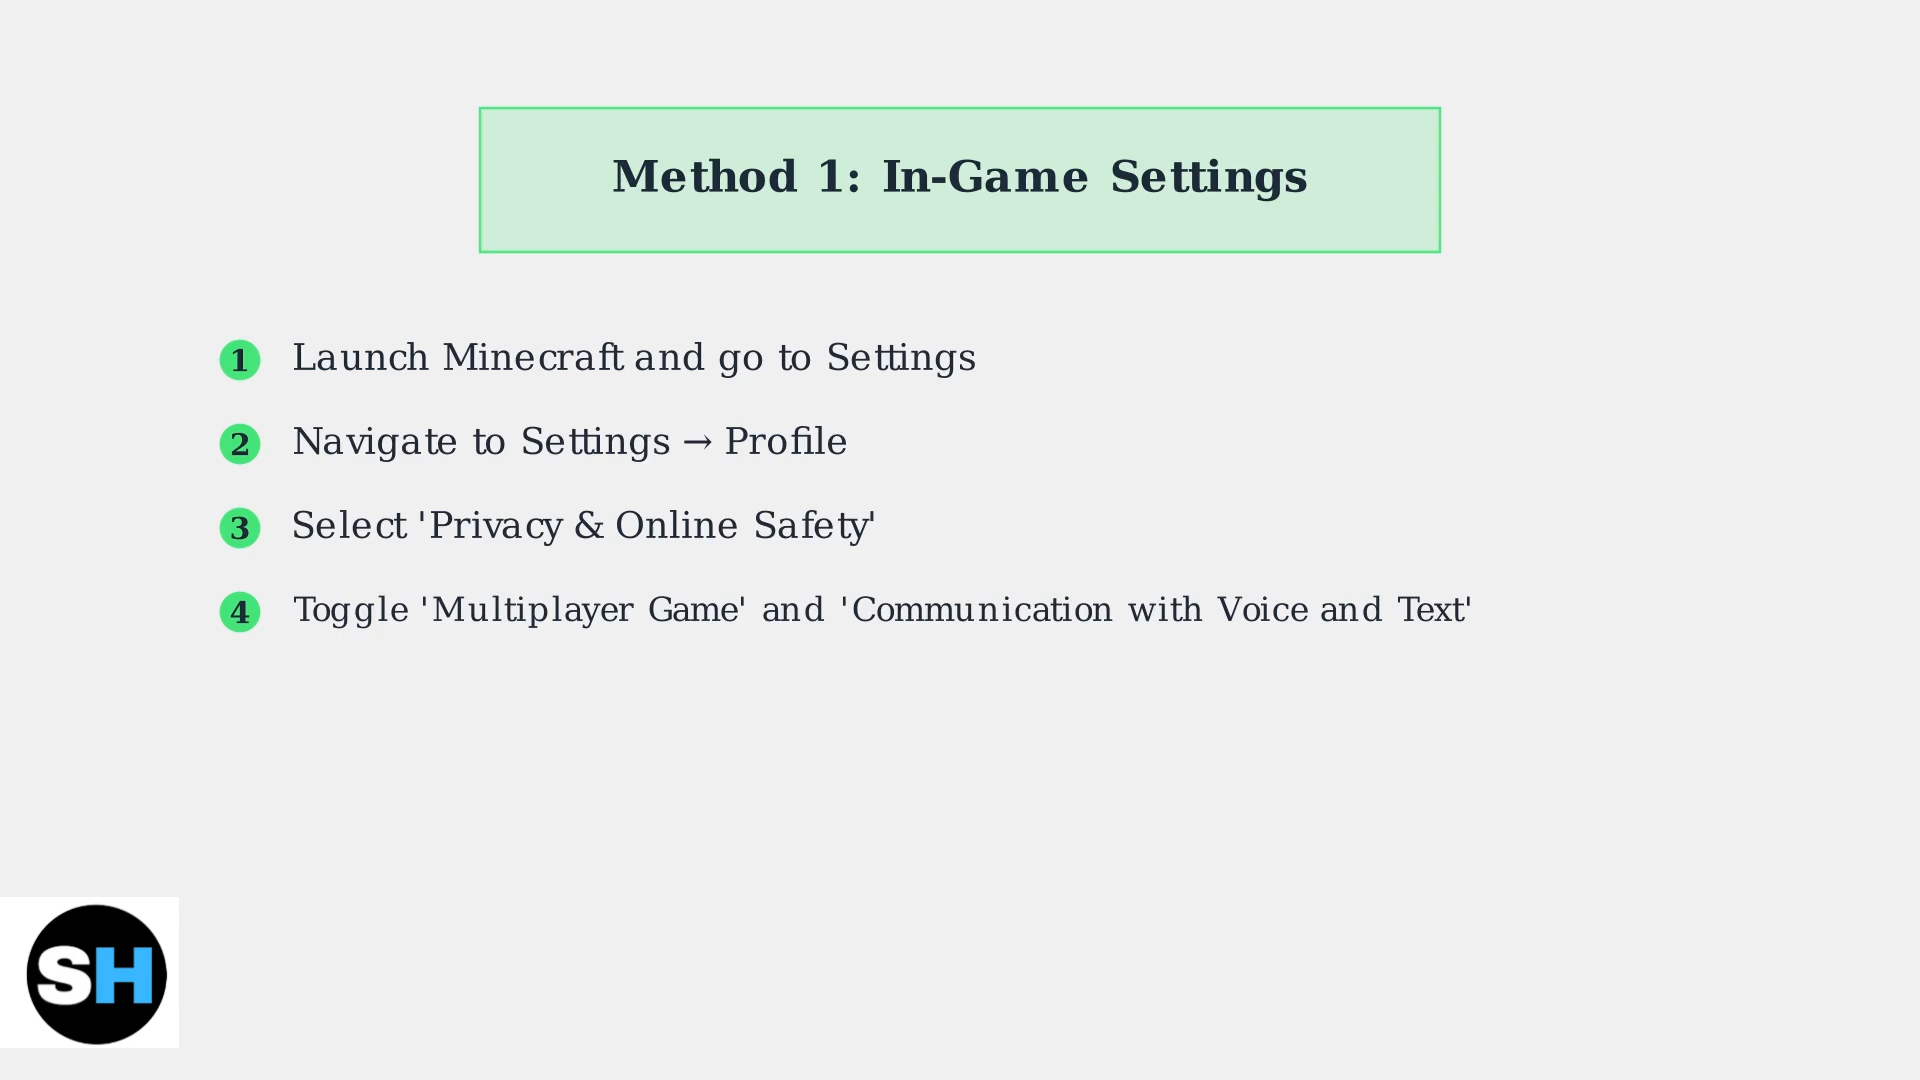 Method 1: In-Game Settings
1 Launch Minecraft and go to Settings
2 Navigate to Settings → Profile
3 Select 'Privacy & Online Safety'
4 Toggle 'Multiplayer Game' and 'Communication with Voice and Text'
SH